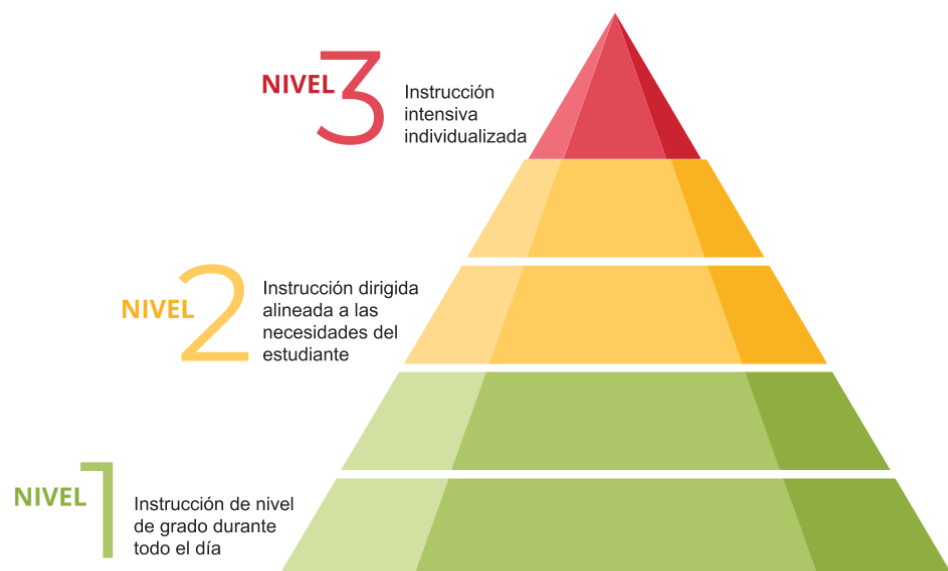 NIVEL 3
Instrucción
intensiva
individualizada
NIVEL 2
Instrucción dirigida
alineada a las
necesidades del
estudiante
NIVEL 1
Instrucción de nivel
de grado durante
todo el día